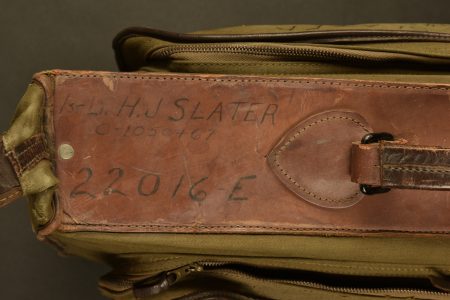 1st Lt. H.J SLATER
O-1050467
22016-E